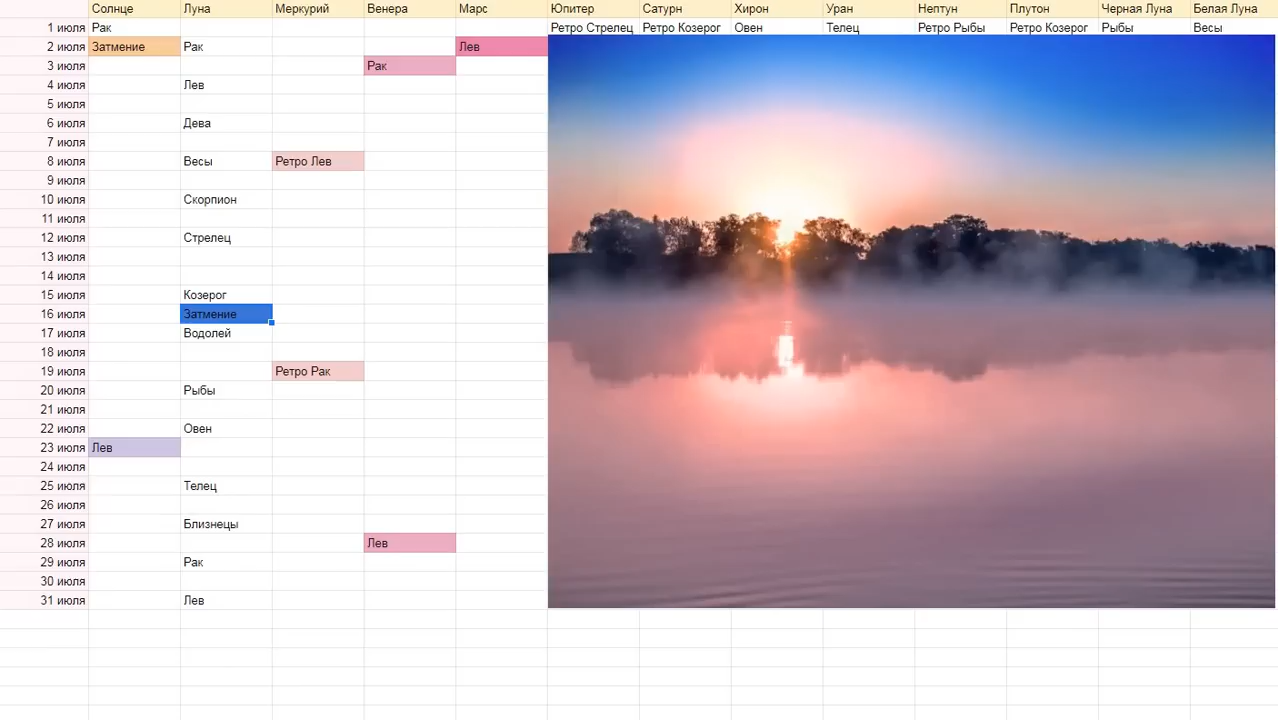 Солнце Луна Меркурий Венера Марс Юпитер Сатурн Хирон Уран Нептун Плутон Черная Луна Белая Луна
1 июля Рак Ретро Стрелец Ретро Козерог Овен Телец Ретро Рыбы Ретро Козерог Рыбы Весы
2 июля Затмение Рак Лев
3 июля Рак
4 июля Лев
5 июля
6 июля Дева
7 июля
8 июля Весы Ретро Лев
9 июля
10 июля Скорпион
11 июля
12 июля Стрелец
13 июля
14 июля
15 июля Козерог
16 июля Затмение
17 июля Водолей
18 июля
19 июля Ретро Рак
20 июля Рыбы
21 июля
22 июля Овен
23 июля Лев
24 июля
25 июля Телец
26 июля
27 июля Близнецы
28 июля Лев
29 июля Рак
30 июля
31 июля Лев